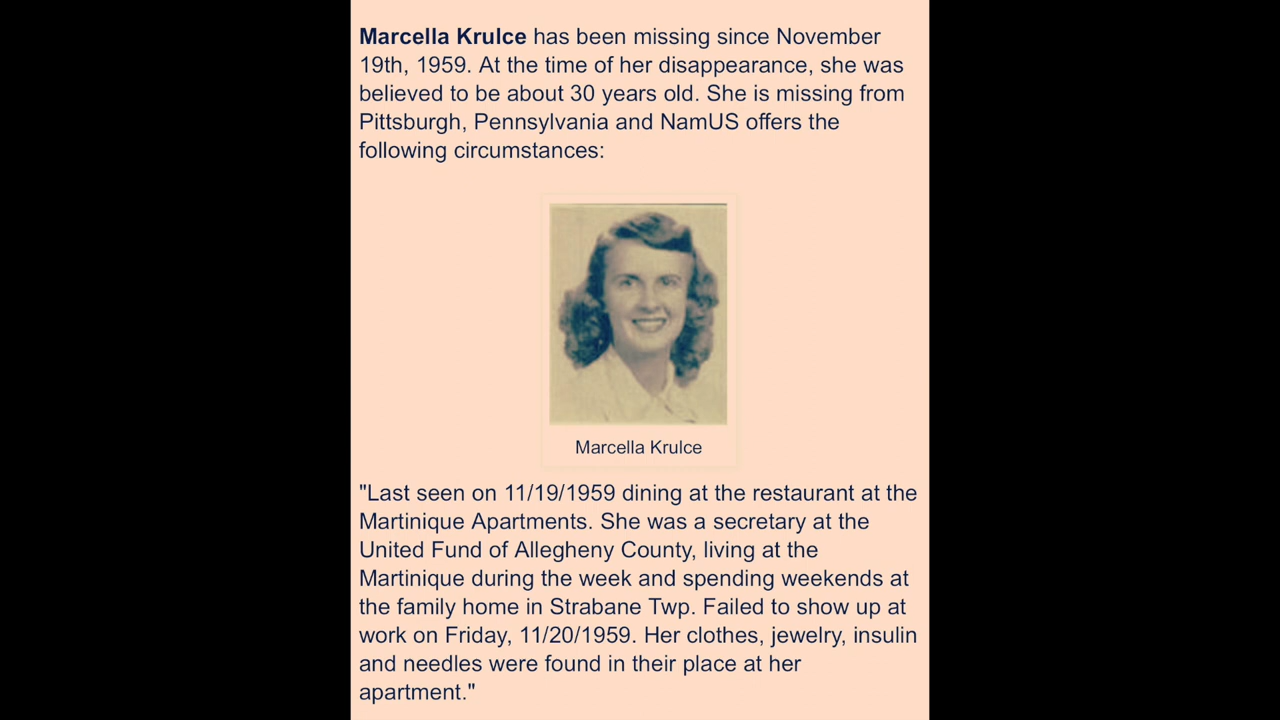 Marcella Krulce has been missing since November
19th, 1959. At the time of her disappearance, she was
believed to be about 30 years old. She is missing from
Pittsburgh, Pennsylvania and NamUS offers the
following circumstances:
Marcella Krulce
"Last seen on 11/19/1959 dining at the restaurant at the
Martinique Apartments. She was a secretary at the
United Fund of Allegheny County, living at the
Martinique during the week and spending weekends at
the family home in Strabane Twp. Failed to show up at
work on Friday, 11/20/1959. Her clothes, jewelry, insulin
and needles were found in their place at her
apartment."